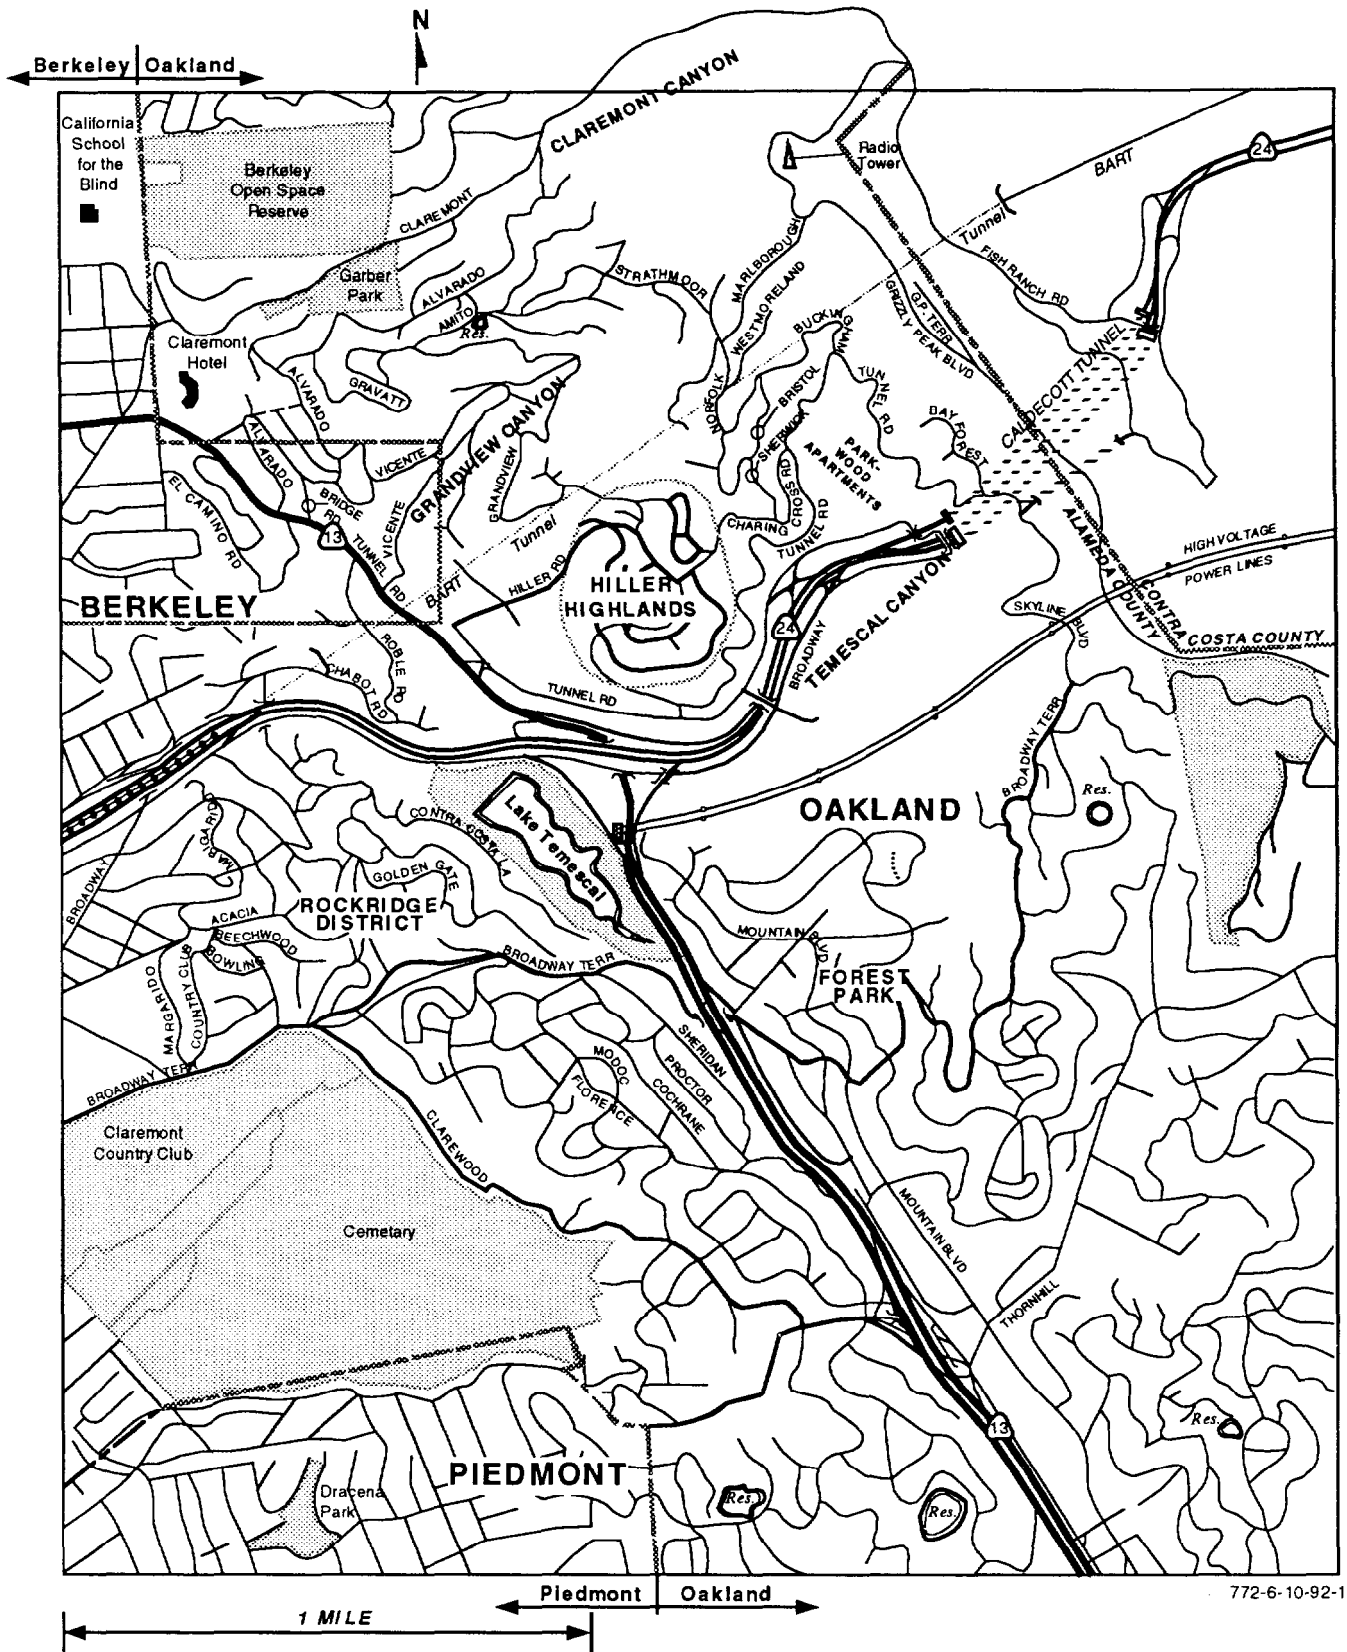 N
Berkeley Oakland
CLAREMONT CANYON
California
School
for the
Blind
Berkeley
Open Space
Reserve
Radio
Tower
BART
24
Tunnel
CLAREMONT
Garber
Park
ALVARADO
AMITO
Res.
STRATHMOOR
MARLBOROUGH
WESTMORELAND
FISH RANCH RD
G.P. TERR
GRIZZLY PEAK BLVD
BUCKINGHAM
Claremont
Hotel
ALVARADO
GRAVATT
NORFOLK
BRISTOL
TUNNEL RD
CALDECOTT TUNNEL
BAY
FOREST
SHERWICK
PARK-
WOOD
APARTMENTS
ALVARADO
VICENTE
GRANDVIEW CANYON
GRANDVIEW
EL CAMINO RD
BRIDGE
RD
13
TUNNEL RD
VICENTE
Tunnel
BART
CHARING
CROSS RD
TUNNEL RD
HILLER RD
HILLER
HIGHLANDS
HIGH VOLTAGE
POWER LINES
ALAMEDA COUNTY
CONTRA
COSTA COUNTY
BERKELEY
SKYLINE
BLVD
24
BROADWAY
TEMESCAL CANYON
ROBLE RD
CHABOT RD
TUNNEL RD
BROADWAY TERR
Res.
OAKLAND
Lake Temescal
MARGARIDO
CONTRA COSTA LA
GOLDEN GATE
BROADWAY
ROCKRIDGE
DISTRICT
ACACIA
BEECHWOOD
BOWLING
MARGARIDO
COUNTRY CLUB
BROADWAY TERR
MOUNTAIN BLVD
FOREST
PARK
BROADWAY TERR
SHERIDAN
PROCTOR
COCHRANE
MODOC
FLORENCE
Claremont
Country Club
CLAREWOOD
Cemetary
MOUNTAIN BLVD
THORNHILL
13
Res.
PIEDMONT
Dracena
Park
Res.
Res.
Piedmont Oakland
772-6-10-92-1
1 MILE